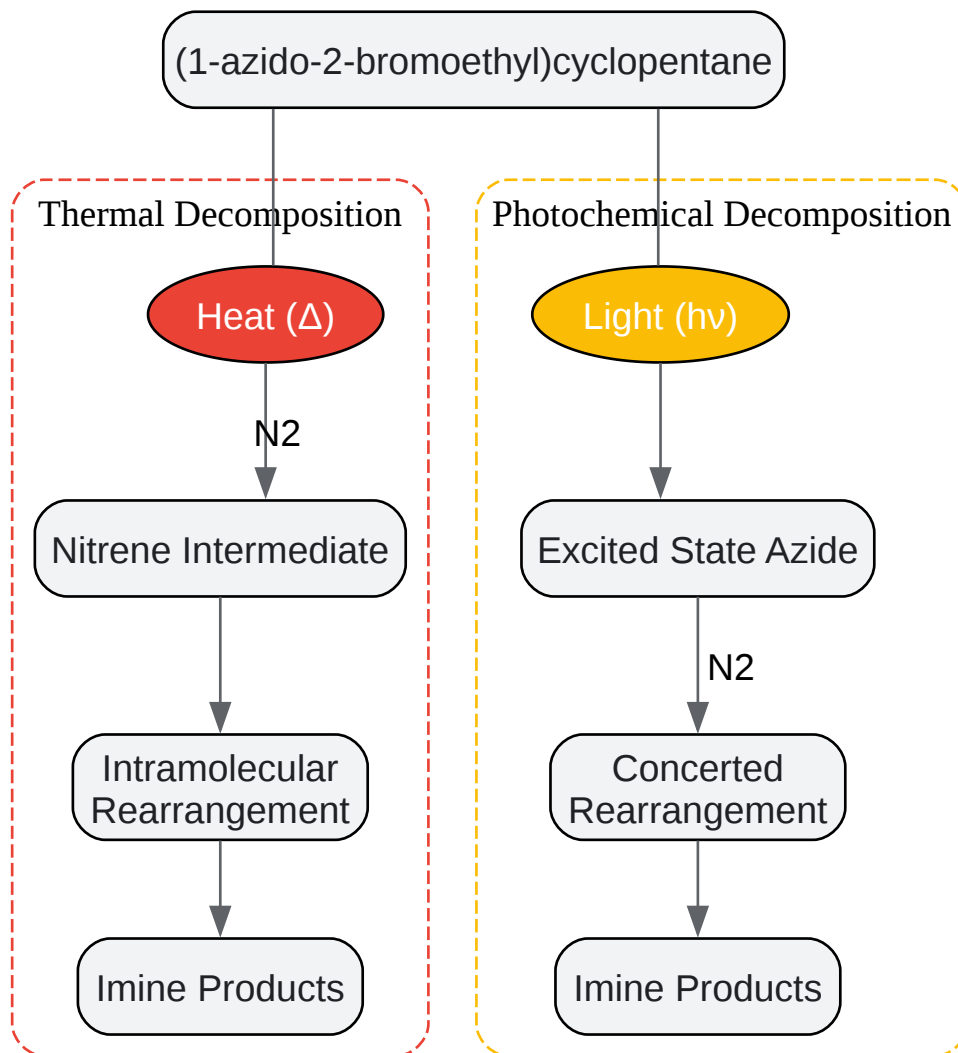 (1-azido-2-bromoethyl)cyclopentane
Thermal Decomposition
Heat (Δ)
N2
Nitrene Intermediate
Intramolecular
Rearrangement
Imine Products
Photochemical Decomposition
Light (hν)
Excited State Azide
N2
Concerted
Rearrangement
Imine Products